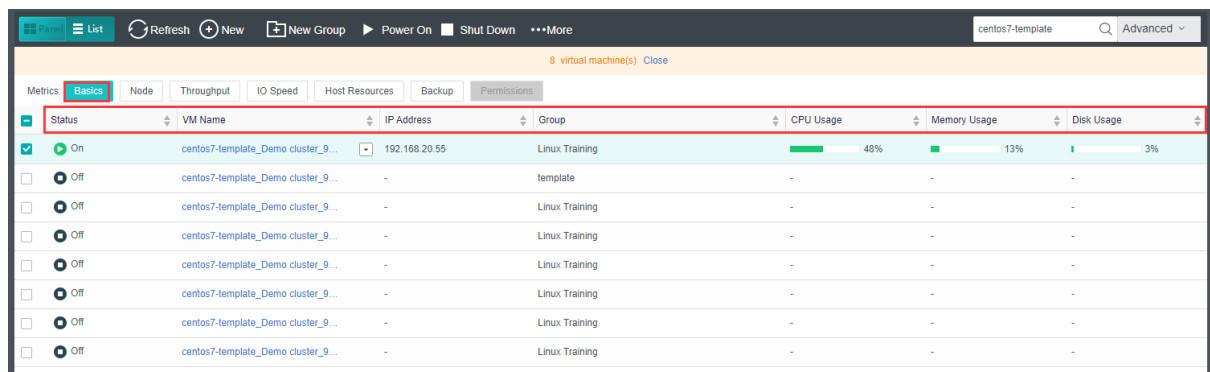 Panel List Refresh New New Group Power On Shut Down •••More centos7-template Advanced
8 virtual machine(s) Close
Metrics: Basics Node Throughput IO Speed Host Resources Backup Permissions
Status VM Name IP Address Group CPU Usage Memory Usage Disk Usage
On centos7-template_Demo cluster_9... 192.168.20.55 Linux Training 48% 13% 3%
Off centos7-template_Demo cluster_9... - template - - -
Off centos7-template_Demo cluster_9... - Linux Training - - -
Off centos7-template_Demo cluster_9... - Linux Training - - -
Off centos7-template_Demo cluster_9... - Linux Training - - -
Off centos7-template_Demo cluster_9... - Linux Training - - -
Off centos7-template_Demo cluster_9... - Linux Training - - -
Off centos7-template_Demo cluster_9... - Linux Training - - -